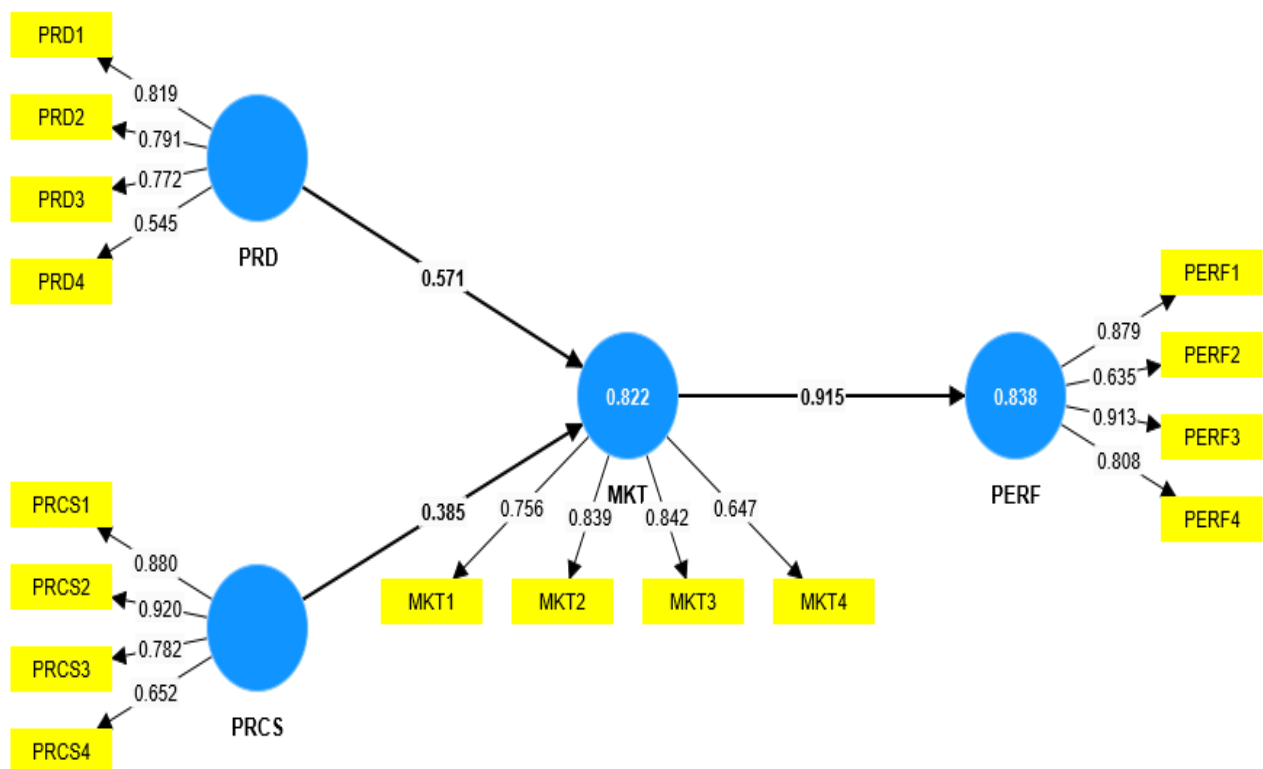 PRD1
0.819
PRD2
0.791
PRD3
0.772
0.545
PRD4
PRD
0.571
PRCS1
0.880
PRCS2
0.920
PRCS3
0.782
0.652
PRCS4
PRCS
0.385
0.822
MKT
0.756
0.839
0.842
0.647
MKT1
MKT2
MKT3
MKT4
0.915
0.838
PERF
PERF1
0.879
PERF2
0.635
PERF3
0.913
0.808
PERF4